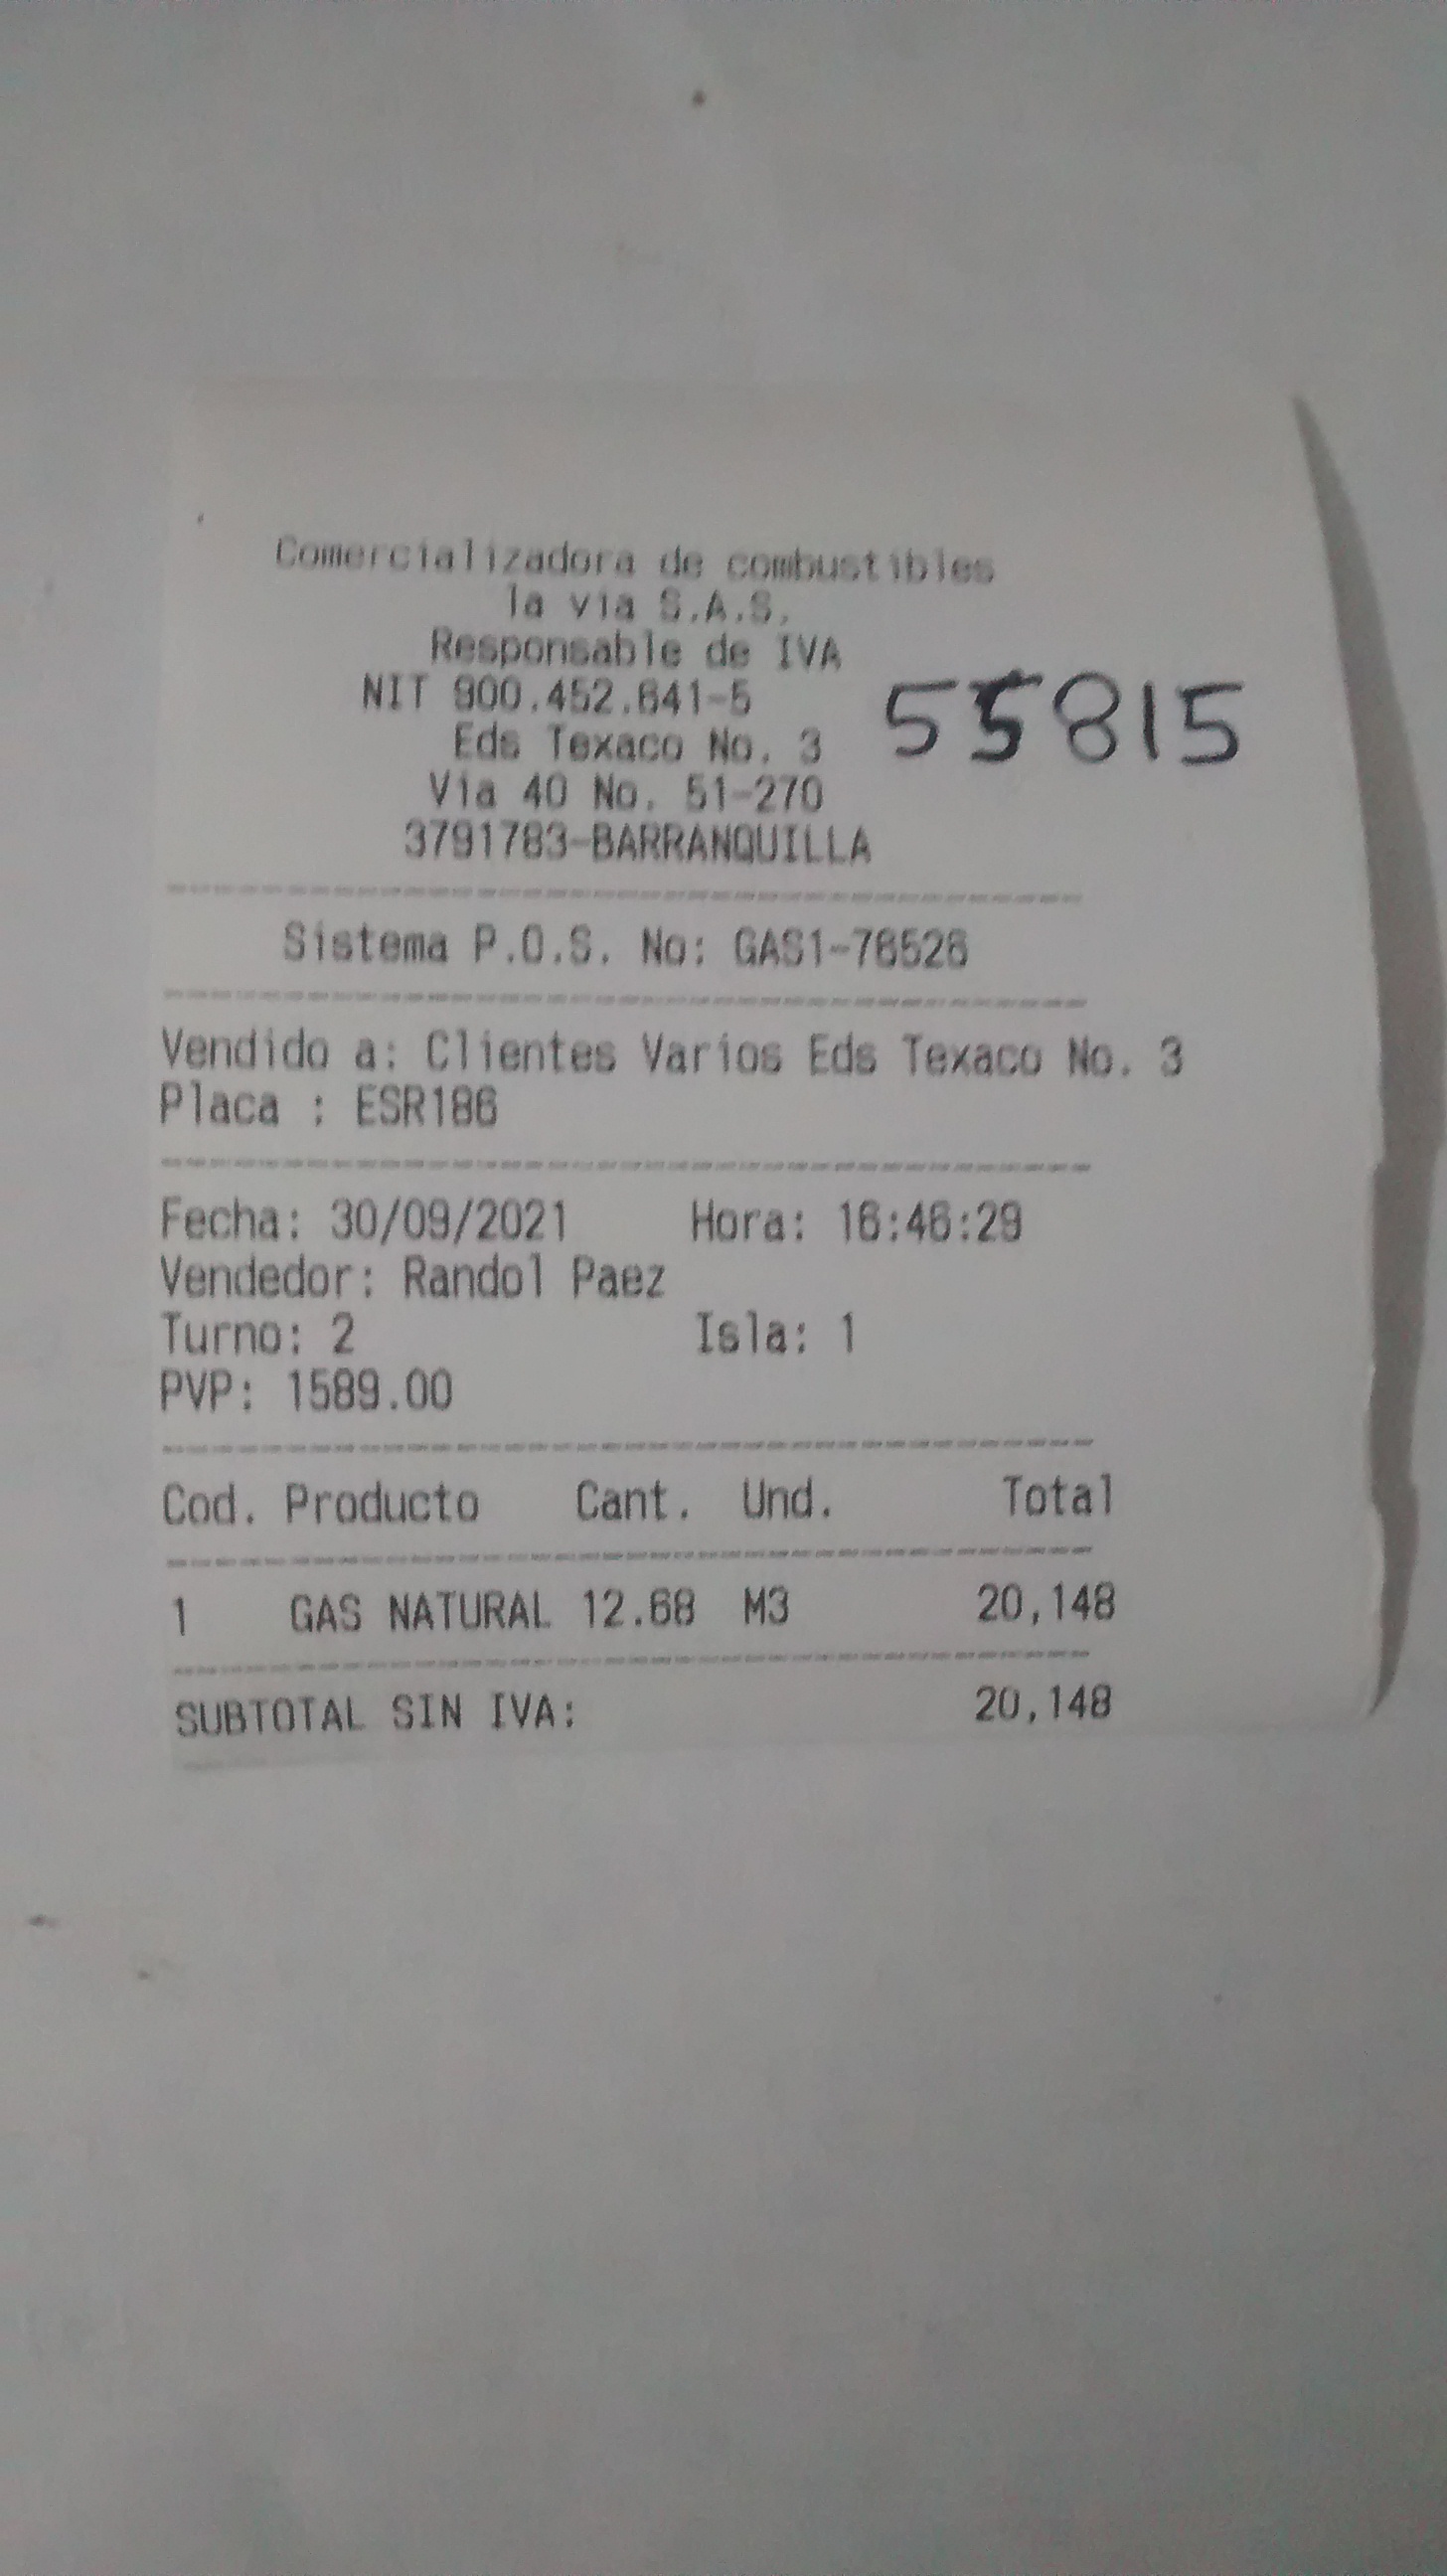 Comercializadora de combustibles
la via S.A.S.
Responsable de IVA
NIT 900.452.641-5
55815
Eds Texaco No. 3
Via 40 No. 51-270
3791783-BARRANQUILLA
Sistema P.O.S. No: GAS1-76526
Vendido a: Clientes Varios Eds Texaco No. 3
Placa : ESR186
Fecha: 30/09/2021 Hora: 16:46:29
Vendedor: Randol Paez
Turno: 2 Isla: 1
PVP: 1589.00
Cod. Producto Cant. Und. Total
1 GAS NATURAL 12.68 M3 20,148
SUBTOTAL SIN IVA: 20,148